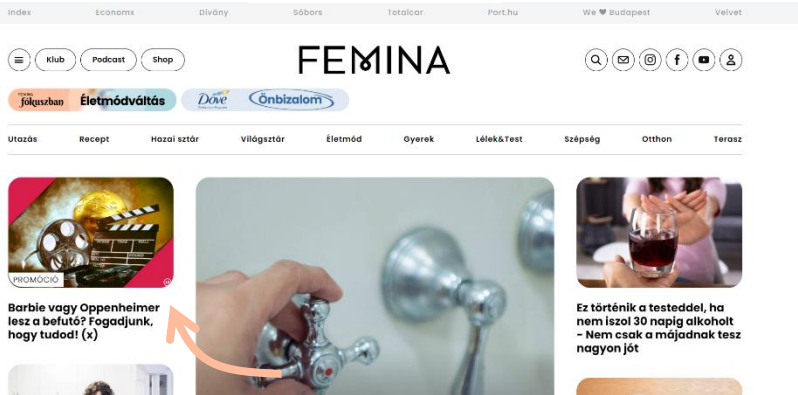 Index Economx Dívány Sóbors Totalcar Port.hu We ♥ Budapest Velvet
Klub Podcast Shop FEMINA
FEMINA fókuszban Életmódváltás Dove Önbizalom
Utazás Recept Hazai sztár Világsztár Életmód Gyerek Lélek&Test Szépség Otthon Terasz
PROMÓCIÓ
Barbie vagy Oppenheimer
lesz a befutó? Fogadjunk,
hogy tudod! (x)
Ez történik a testeddel, ha
nem iszol 30 napig alkoholt
- Nem csak a májadnak tesz
nagyon jót